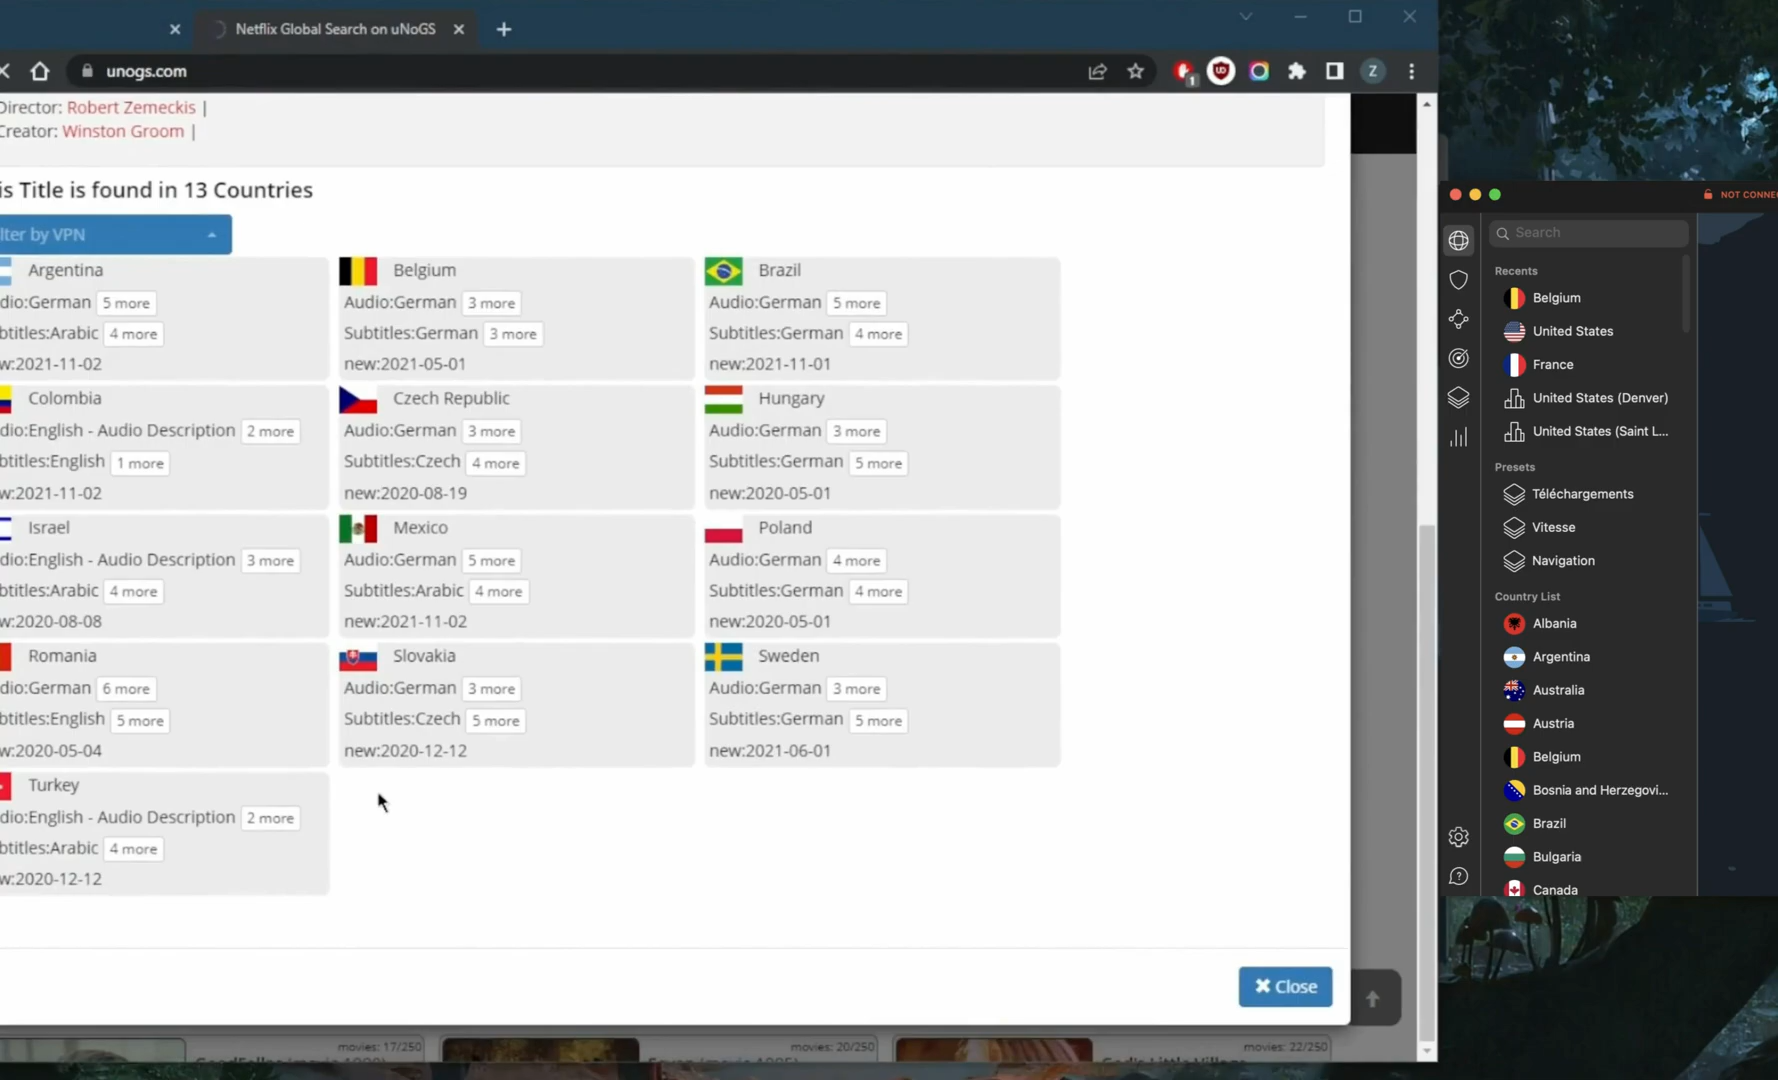 Netflix Global Search on uNoGS
unogs.com
1
Z
Director: Robert Zemeckis |
Creator: Winston Groom |
is Title is found in 13 Countries
lter by VPN
Argentina
dio:German 5 more
btitles:Arabic 4 more
w:2021-11-02
Belgium
Audio:German 3 more
Subtitles:German 3 more
new:2021-05-01
Brazil
Audio:German 5 more
Subtitles:German 4 more
new:2021-11-01
Colombia
dio:English - Audio Description 2 more
btitles:English 1 more
w:2021-11-02
Czech Republic
Audio:German 3 more
Subtitles:Czech 4 more
new:2020-08-19
Hungary
Audio:German 3 more
Subtitles:German 5 more
new:2020-05-01
Israel
dio:English - Audio Description 3 more
btitles:Arabic 4 more
w:2020-08-08
Mexico
Audio:German 5 more
Subtitles:Arabic 4 more
new:2021-11-02
Poland
Audio:German 4 more
Subtitles:German 4 more
new:2020-05-01
Romania
dio:German 6 more
btitles:English 5 more
w:2020-05-04
Slovakia
Audio:German 3 more
Subtitles:Czech 5 more
new:2020-12-12
Sweden
Audio:German 3 more
Subtitles:German 5 more
new:2021-06-01
Turkey
dio:English - Audio Description 2 more
btitles:Arabic 4 more
w:2020-12-12
Close
movies: 17/250
movies: 20/250
movies: 22/250
NOT CONNEC
Search
Recents
Belgium
United States
France
United States (Denver)
United States (Saint L...
Presets
Téléchargements
Vitesse
Navigation
Country List
Albania
Argentina
Australia
Austria
Belgium
Bosnia and Herzegovi...
Brazil
Bulgaria
Canada